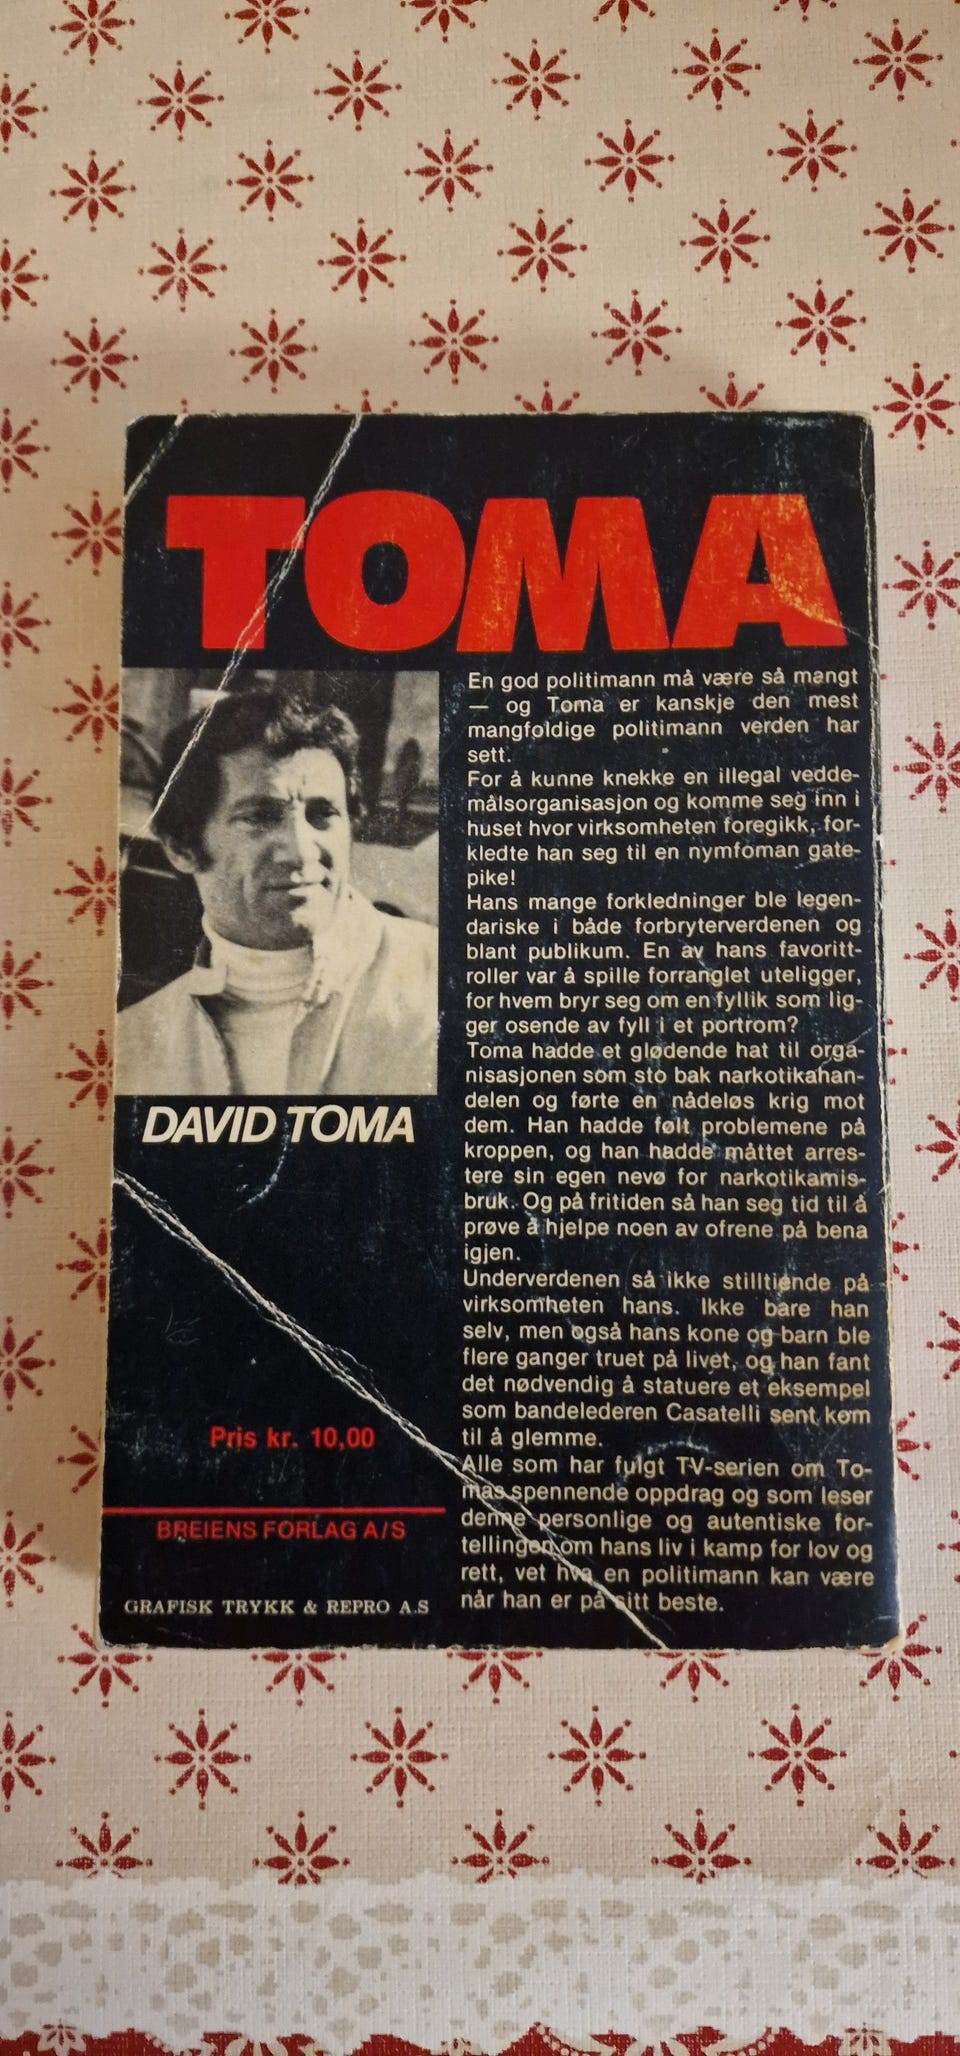 TOMA
En god politimann må være så mangt
— og Toma er kanskje den mest
mangfoldige politimann verden har
sett.
For å kunne knekke en illegal vedde-
målsorganisasjon og komme seg inn i
huset hvor virksomheten foregikk, for-
kledte han seg til en nymfoman gate-
pike!
Hans mange forkledninger ble legen-
dariske i både forbryterverdenen og
blant publikum. En av hans favoritt-
roller var å spille forranglet uteligger,
for hvem bryr seg om en fyllik som lig-
ger osende av fyll i et portrom?
Toma hadde et glødende hat til orga-
nisasjonen som sto bak narkotikahan-
delen og førte en nådeløs krig mot
dem. Han hadde følt problemene på
kroppen, og han hadde måttet arres-
tere sin egen nevø for narkotikamis-
bruk. Og på fritiden så han seg tid til å
prøve å hjelpe noen av ofrene på bena
igjen.
Underverdenen så ikke stilltiende på
virksomheten hans. Ikke bare han
selv, men også hans kone og barn ble
flere ganger truet på livet, og han fant
det nødvendig å statuere et eksempel
som bandelederen Casatelli sent kom
til å glemme.
Alle som har fulgt TV-serien om To-
mas spennende oppdrag og som leser
denne personlige og autentiske for-
tellingen om hans liv i kamp for lov og
rett, vet hva en politimann kan være
når han er på sitt beste.
DAVID TOMA
Pris kr. 10,00
BREIENS FORLAG A/S
GRAFISK TRYKK & REPRO A.S